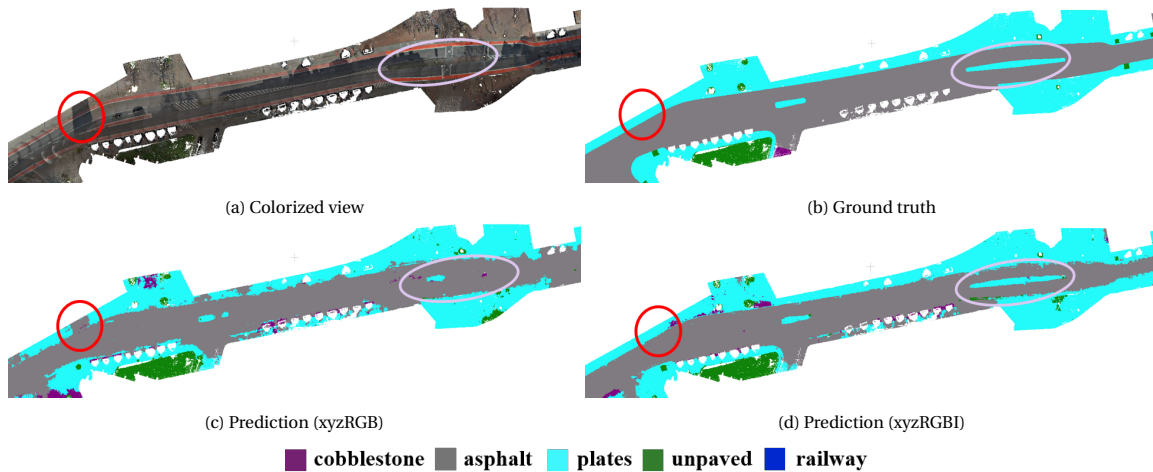 (a) Colorized view
(b) Ground truth
(c) Prediction (xyzRGB)
(d) Prediction (xyzRGBI)
cobblestone asphalt plates unpaved railway